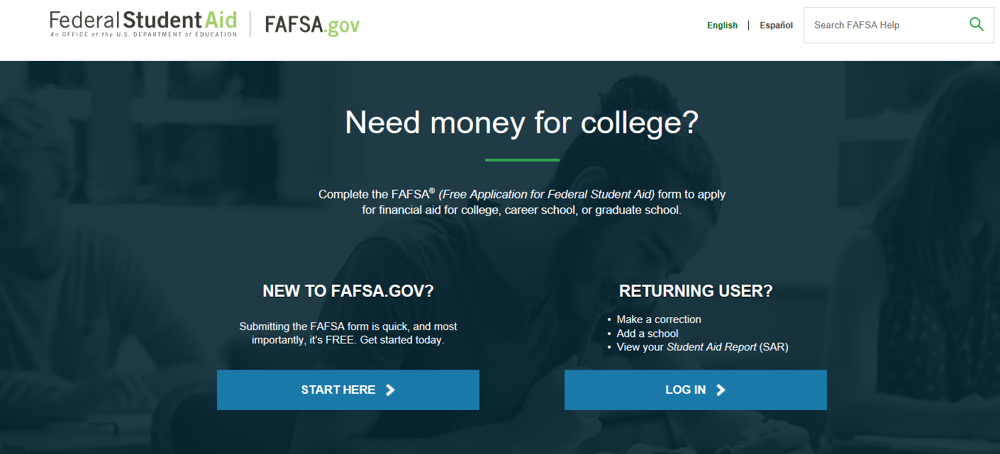 Federal Student Aid
An OFFICE of the U.S. DEPARTMENT of EDUCATION
FAFSA.gov
English | Español
Search FAFSA Help
Need money for college?
Complete the FAFSA® (Free Application for Federal Student Aid) form to apply
for financial aid for college, career school, or graduate school.
NEW TO FAFSA.GOV?
Submitting the FAFSA form is quick, and most
importantly, it's FREE. Get started today.
START HERE
RETURNING USER?
• Make a correction
• Add a school
• View your Student Aid Report (SAR)
LOG IN